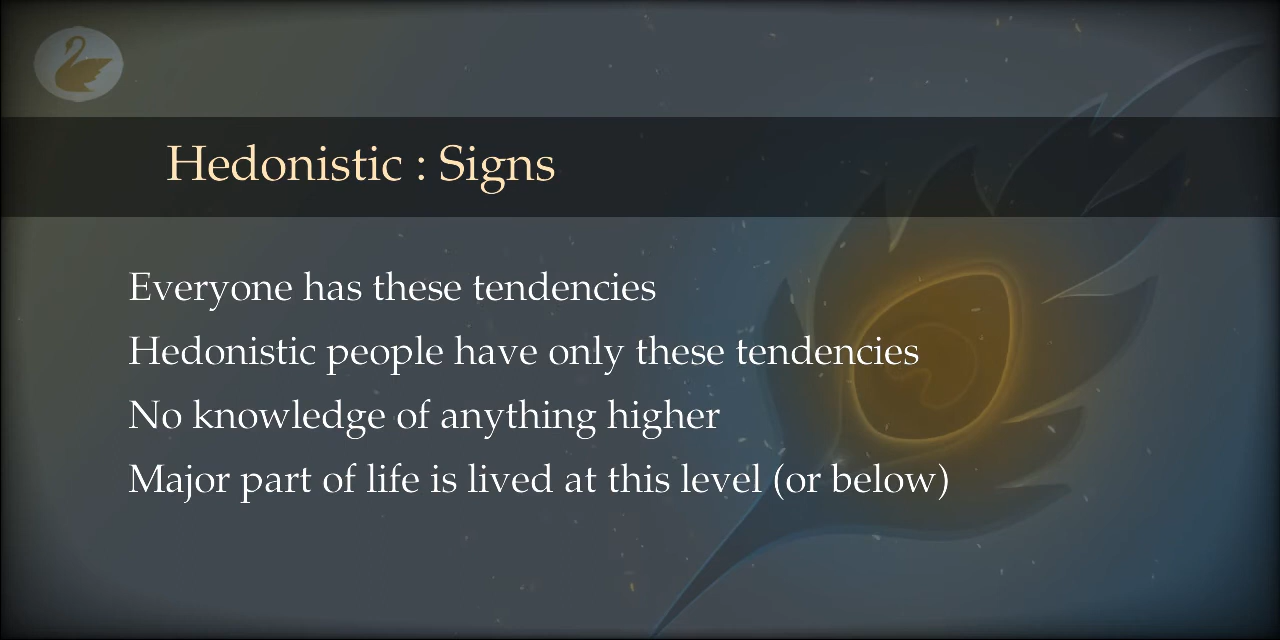 Hedonistic : Signs
Everyone has these tendencies
Hedonistic people have only these tendencies
No knowledge of anything higher
Major part of life is lived at this level (or below)